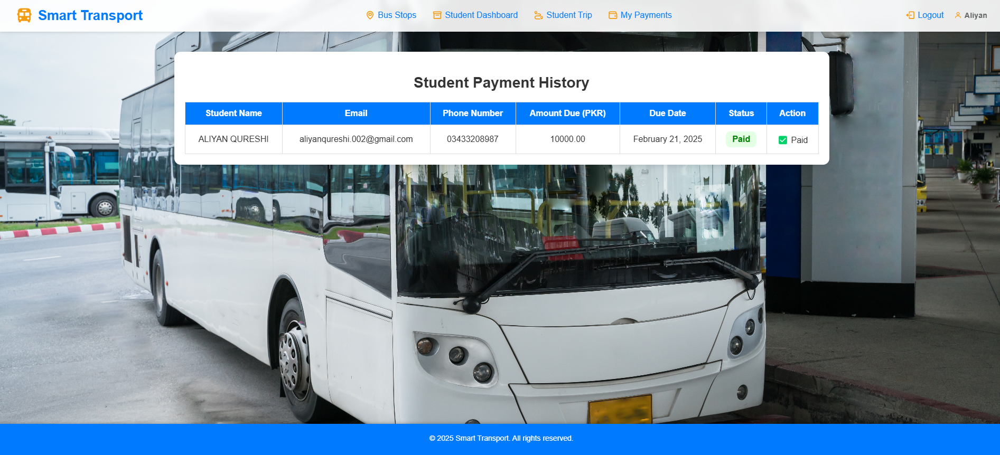 Smart Transport
Bus Stops Student Dashboard Student Trip My Payments
Logout Aliyan
Student Payment History
Student Name Email Phone Number Amount Due (PKR) Due Date Status Action
ALIYAN QURESHI aliyanqureshi.002@gmail.com 03433208987 10000.00 February 21, 2025 Paid Paid
© 2025 Smart Transport. All rights reserved.